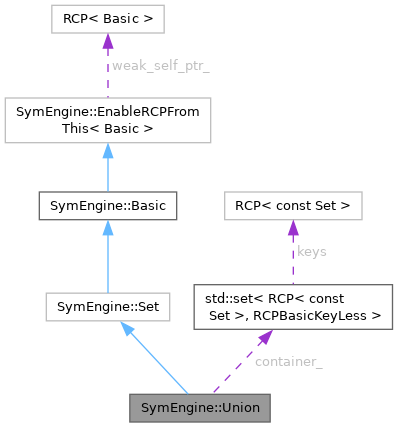 RCP< Basic >
weak_self_ptr_
SymEngine::EnableRCPFrom
This< Basic >
SymEngine::Basic
RCP< const Set >
keys
SymEngine::Set
std::set< RCP< const
Set >, RCPBasicKeyLess >
container_
SymEngine::Union